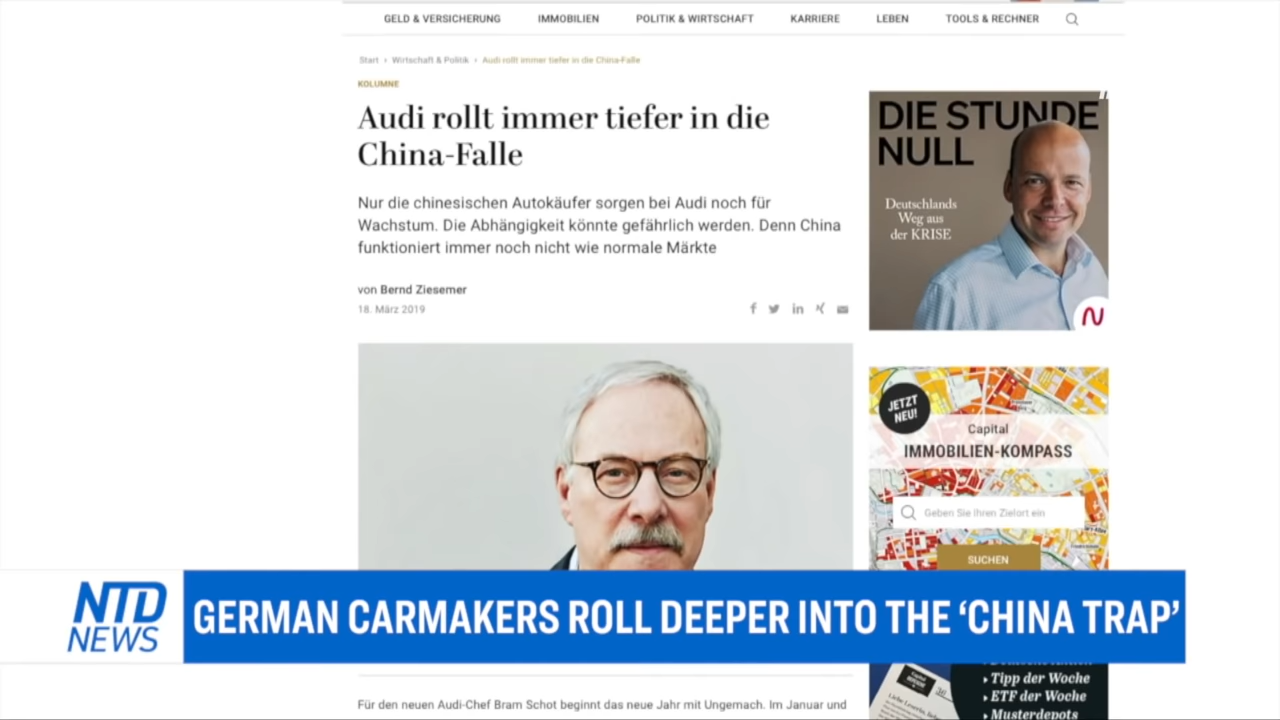 GELD & VERSICHERUNG IMMOBILIEN POLITIK & WIRTSCHAFT KARRIERE LEBEN TOOLS & RECHNER
Start › Wirtschaft & Politik › Audi rollt immer tiefer in die China-Falle
KOLUMNE
Audi rollt immer tiefer in die
China-Falle
Nur die chinesischen Autokäufer sorgen bei Audi noch für
Wachstum. Die Abhängigkeit könnte gefährlich werden. Denn China
funktioniert immer noch nicht wie normale Märkte
von Bernd Ziesemer
18. März 2019
DIE STUNDE
NULL
Deutschlands
Weg aus
der KRISE
JETZT
NEU!
Capital
IMMOBILIEN-KOMPASS
Geben Sie Ihren Zielort ein
SUCHEN
NTD
NEWS
GERMAN CARMAKERS ROLL DEEPER INTO THE ‘CHINA TRAP’
Tipp der Woche
ETF der Woche
Musterdepots
Für den neuen Audi-Chef Bram Schot beginnt das neue Jahr mit Ungemach. Im Januar und